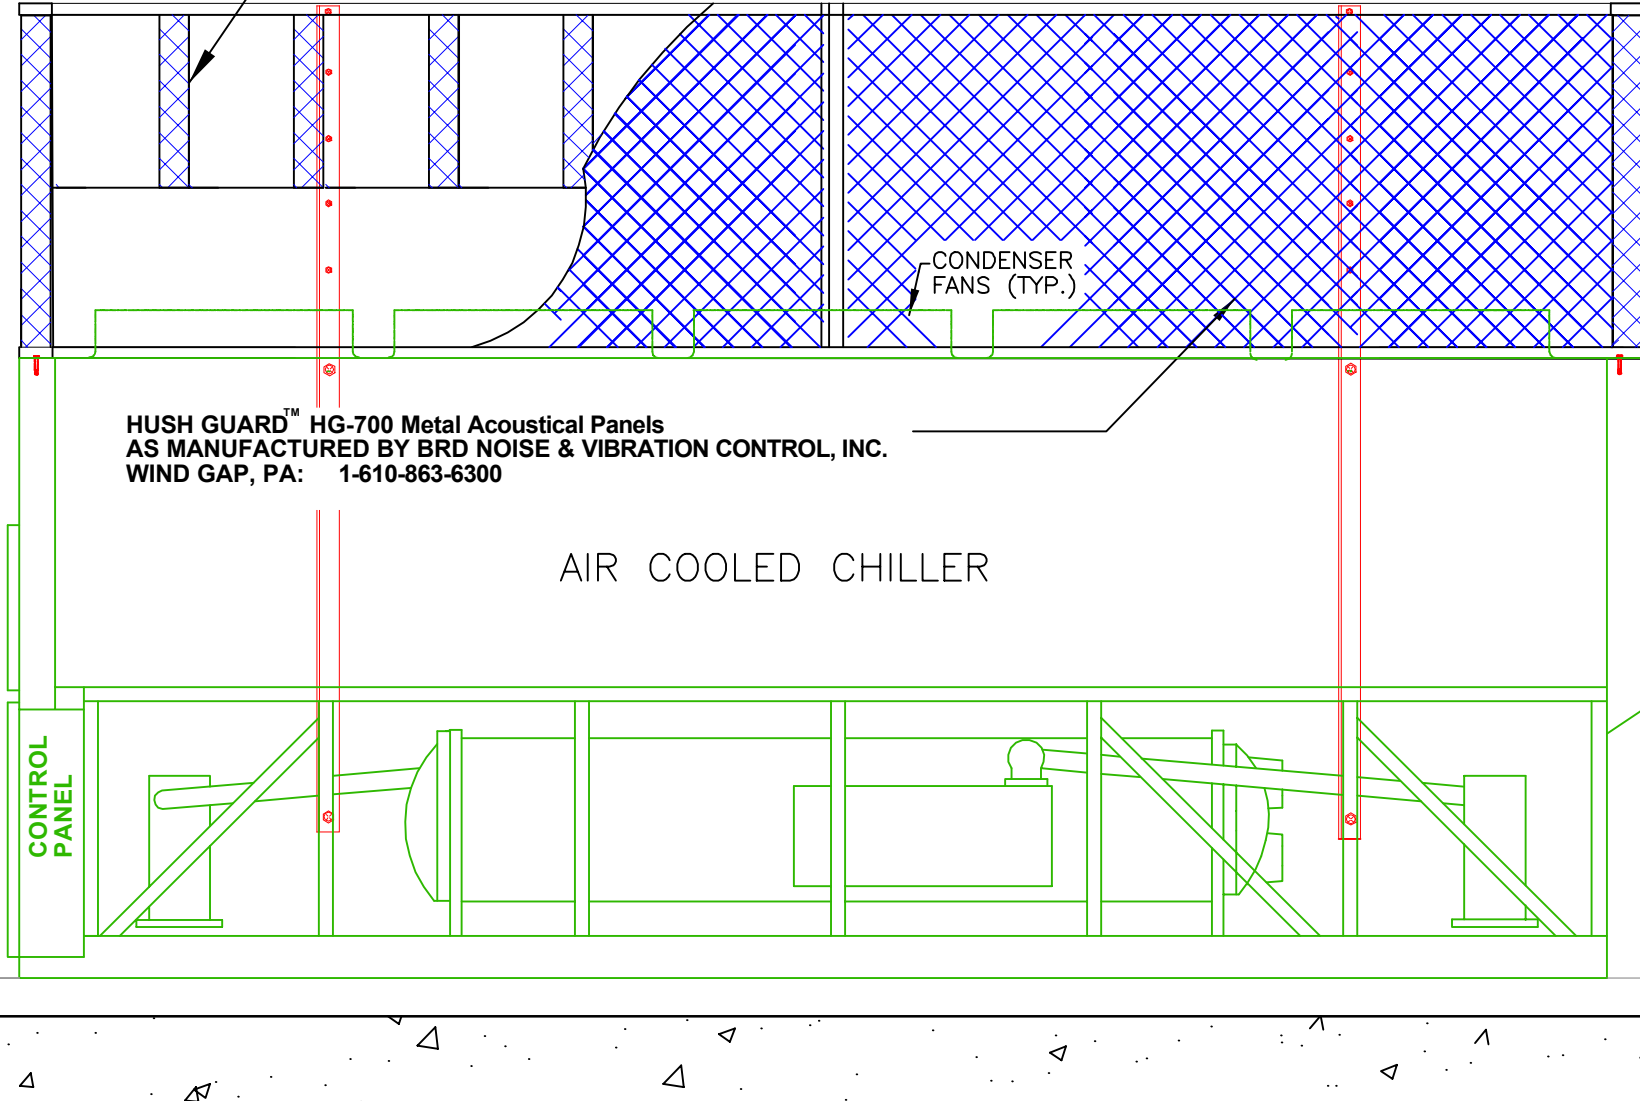 CONDENSER
FANS (TYP.)
HUSH GUARD™ HG-700 Metal Acoustical Panels
AS MANUFACTURED BY BRD NOISE & VIBRATION CONTROL, INC.
WIND GAP, PA: 1-610-863-6300
AIR COOLED CHILLER
CONTROL
PANEL